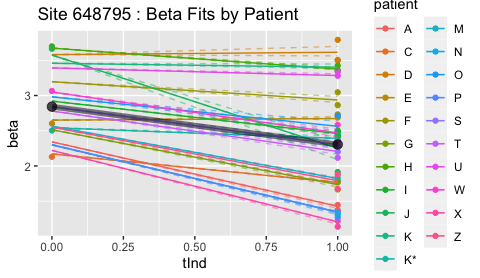 Site 648795 : Beta Fits by Patient
beta
3
2
0.00 0.25 0.50 0.75 1.00
tInd
patient
A M
C N
D O
E P
F S
G T
H U
I W
J X
K Z
K*